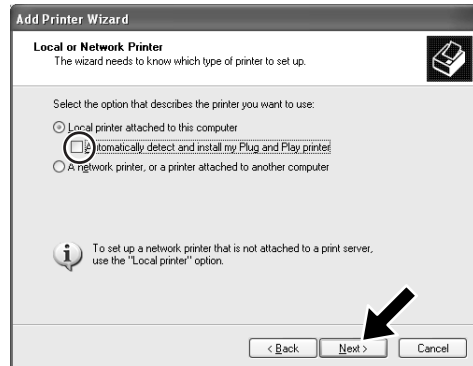 Add Printer Wizard
Local or Network Printer
The wizard needs to know which type of printer to set up.
Select the option that describes the printer you want to use:
Local printer attached to this computer
Automatically detect and install my Plug and Play printer
A network printer, or a printer attached to another computer
To set up a network printer that is not attached to a print server,
use the "Local printer" option.
< Back Next > Cancel